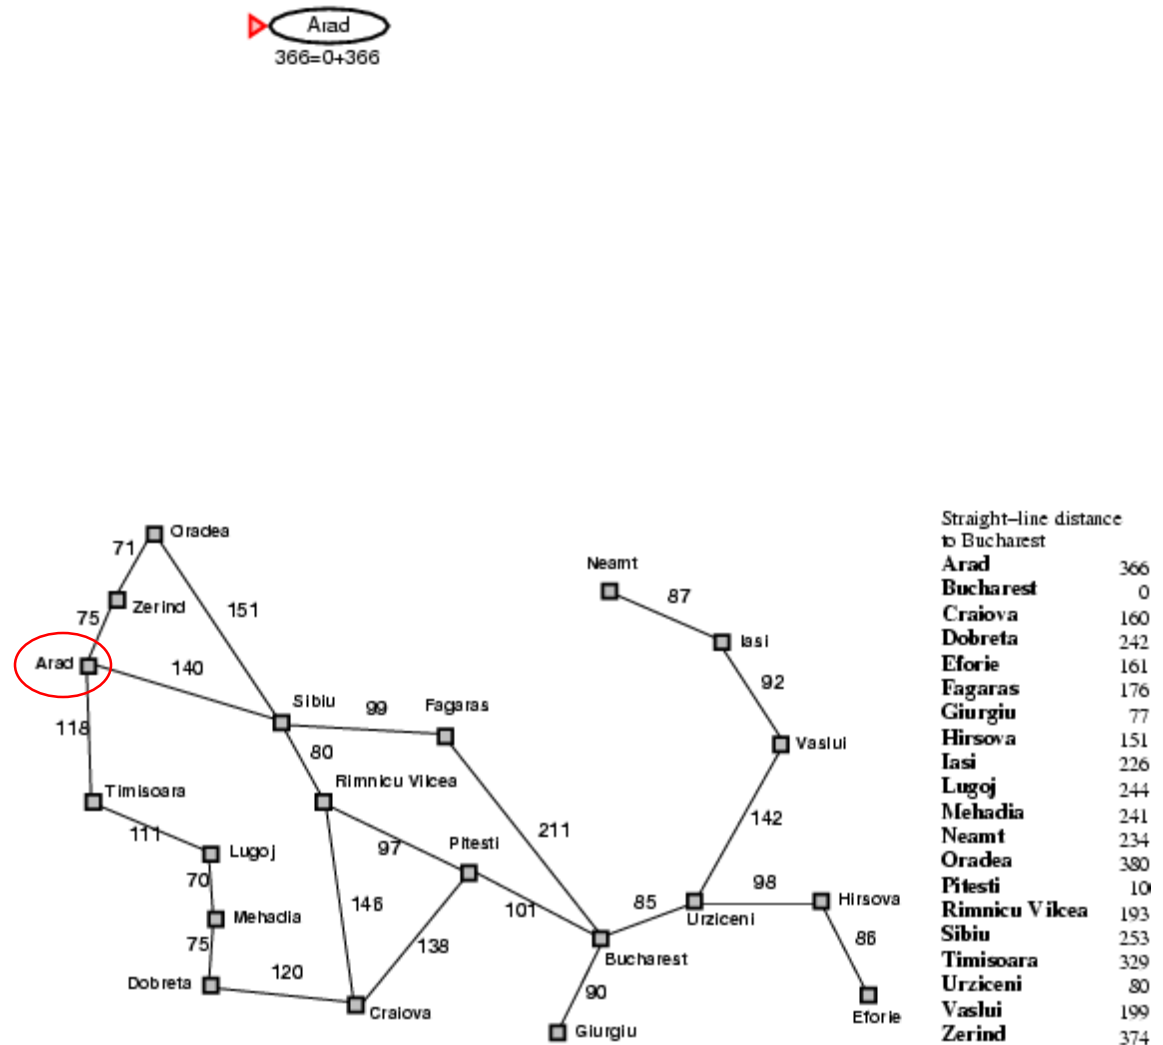 Arad
366=0+366
Oradea
71
Neamt
87
Zerind
151
75
Iasi
Arad
140
92
Sibiu
99
Fagaras
118
80
Vaslui
Rimnicu Vilcea
Timisoara
142
111
211
Pitesti
Lugoj
97
70
98
85
Hirsova
146
101
Urziceni
Mehadia
138
86
75
Bucharest
120
Dobreta
90
Craiova
Eforie
Giurgiu
Straight–line distance
to Bucharest
Arad 366
Bucharest 0
Craiova 160
Dobreta 242
Eforie 161
Fagaras 176
Giurgiu 77
Hirsova 151
Iasi 226
Lugoj 244
Mehadia 241
Neamt 234
Oradea 380
Pitesti 10
Rimnicu Vilcea 193
Sibiu 253
Timisoara 329
Urziceni 80
Vaslui 199
Zerind 374